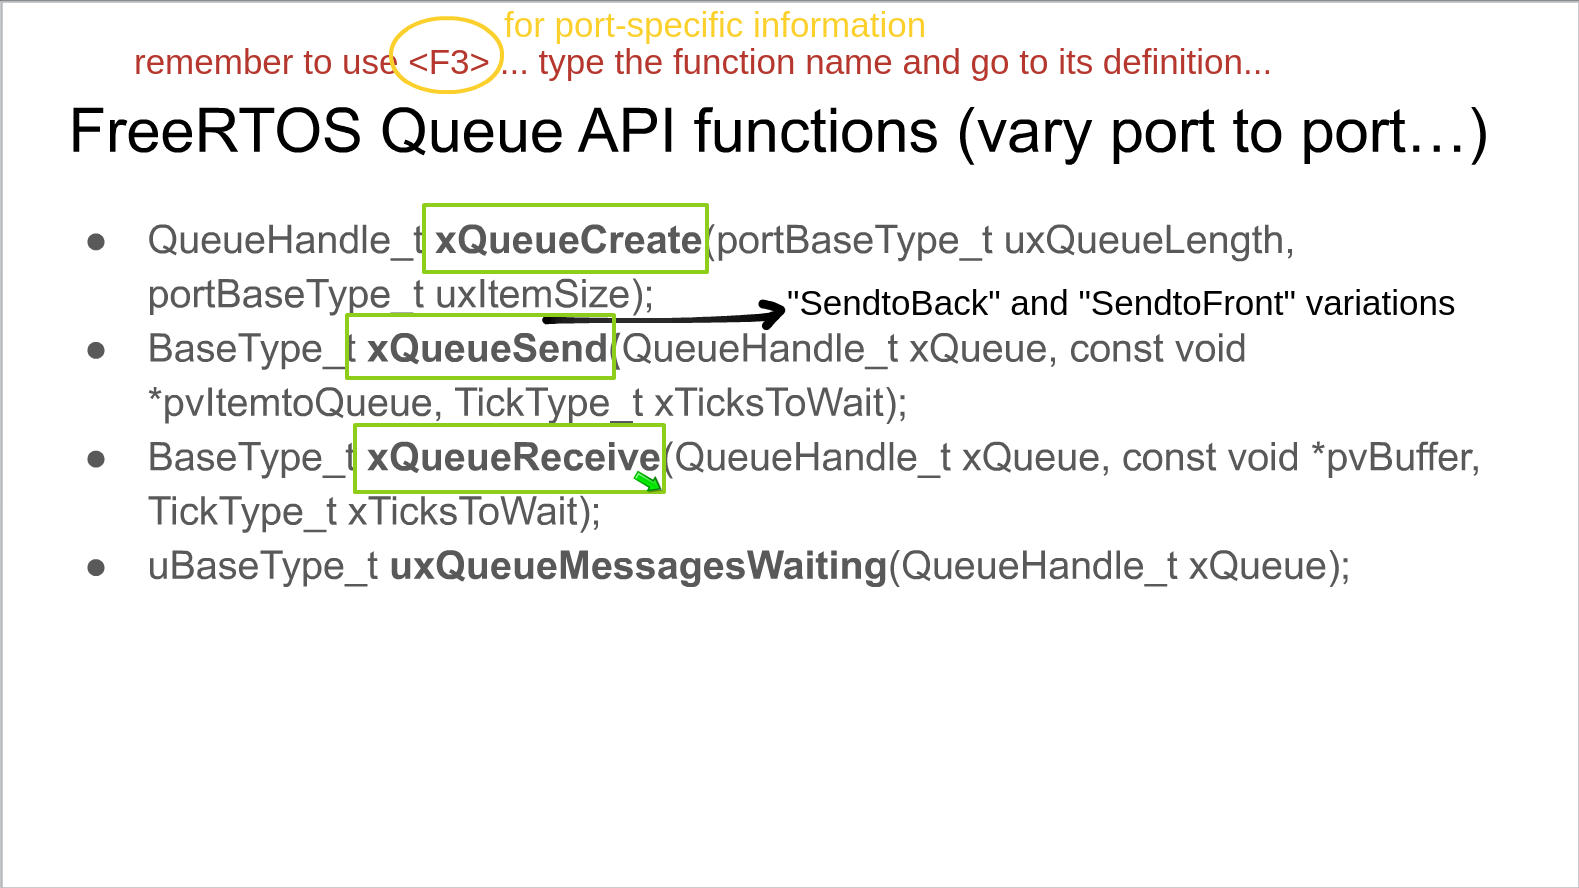 for port-specific information
remember to use <F3> ... type the function name and go to its definition...
FreeRTOS Queue API functions (vary port to port…)
● QueueHandle_t xQueueCreate(portBaseType_t uxQueueLength,
portBaseType_t uxItemSize);
"SendtoBack" and "SendtoFront" variations
● BaseType_t xQueueSend(QueueHandle_t xQueue, const void
*pvItemtoQueue, TickType_t xTicksToWait);
● BaseType_t xQueueReceive(QueueHandle_t xQueue, const void *pvBuffer,
TickType_t xTicksToWait);
● uBaseType_t uxQueueMessagesWaiting(QueueHandle_t xQueue);